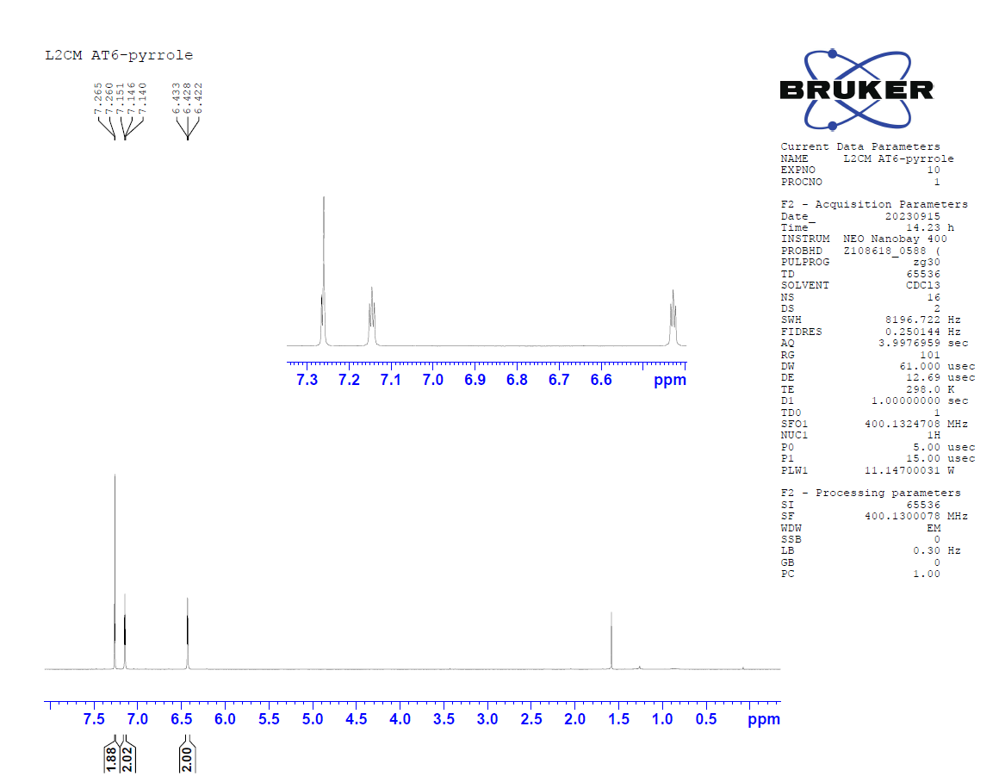 L2CM AT6-pyrrole
7.265
7.260
7.151
7.146
7.140
6.433
6.428
6.422
BRUKER
Current Data Parameters
NAME L2CM AT6-pyrrole
EXPNO 10
PROCNO 1
F2 - Acquisition Parameters
Date_ 20230915
Time 14.23 h
INSTRUM NEO Nanobay 400
PROBHD Z108618_0588 (
PULPROG zg30
TD 65536
SOLVENT CDCl3
NS 16
DS 2
SWH 8196.722 Hz
FIDRES 0.250144 Hz
AQ 3.9976959 sec
RG 101
DW 61.000 usec
DE 12.69 usec
TE 298.0 K
D1 1.00000000 sec
TD0 1
SFO1 400.1324708 MHz
NUC1 1H
P0 5.00 usec
P1 15.00 usec
PLW1 11.14700031 W
F2 - Processing parameters
SI 65536
SF 400.1300078 MHz
WDW EM
SSB 0
LB 0.30 Hz
GB 0
PC 1.00
7.3 7.2 7.1 7.0 6.9 6.8 6.7 6.6 ppm
7.5 7.0 6.5 6.0 5.5 5.0 4.5 4.0 3.5 3.0 2.5 2.0 1.5 1.0 0.5 ppm
1.88
2.02
2.00